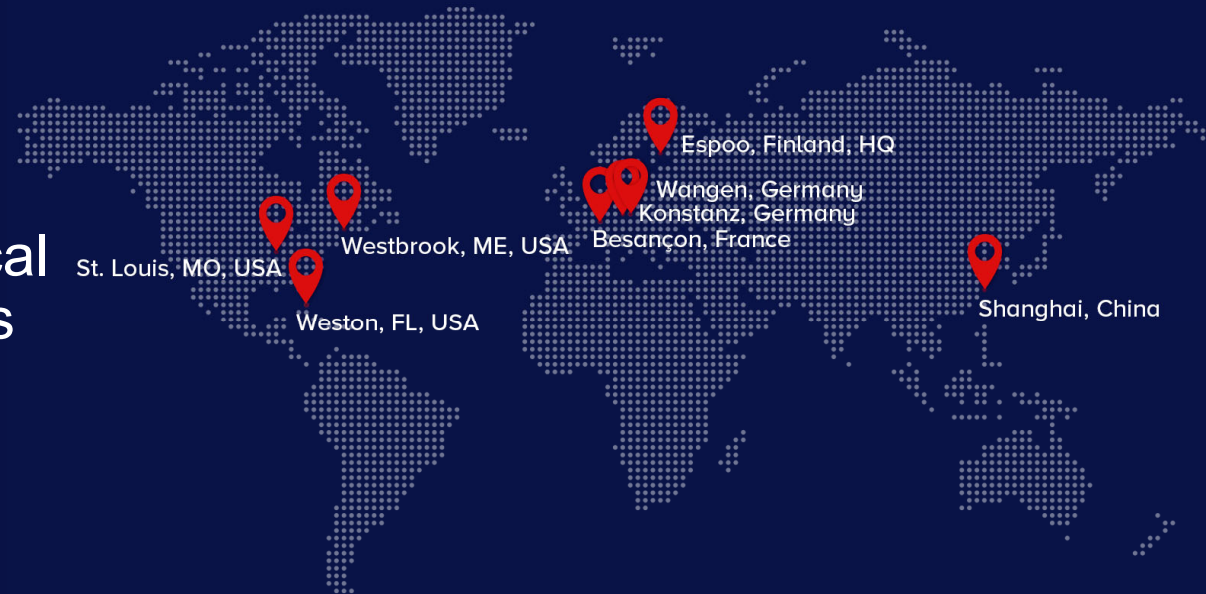 Espoo, Finland, HQ
Wangen, Germany
Konstanz, Germany
Besançon, France
Westbrook, ME, USA
St. Louis, MO, USA
Weston, FL, USA
Shanghai, China